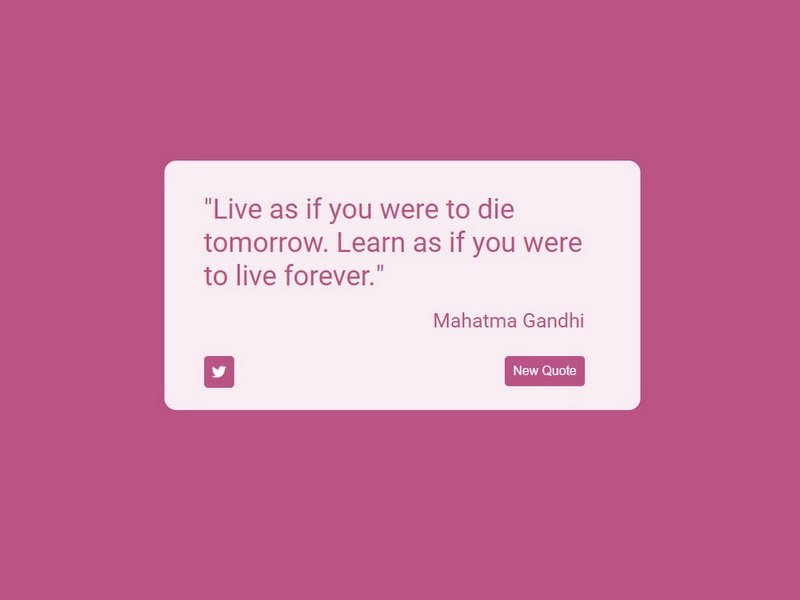 "Live as if you were to die
tomorrow. Learn as if you were
to live forever."
Mahatma Gandhi
New Quote